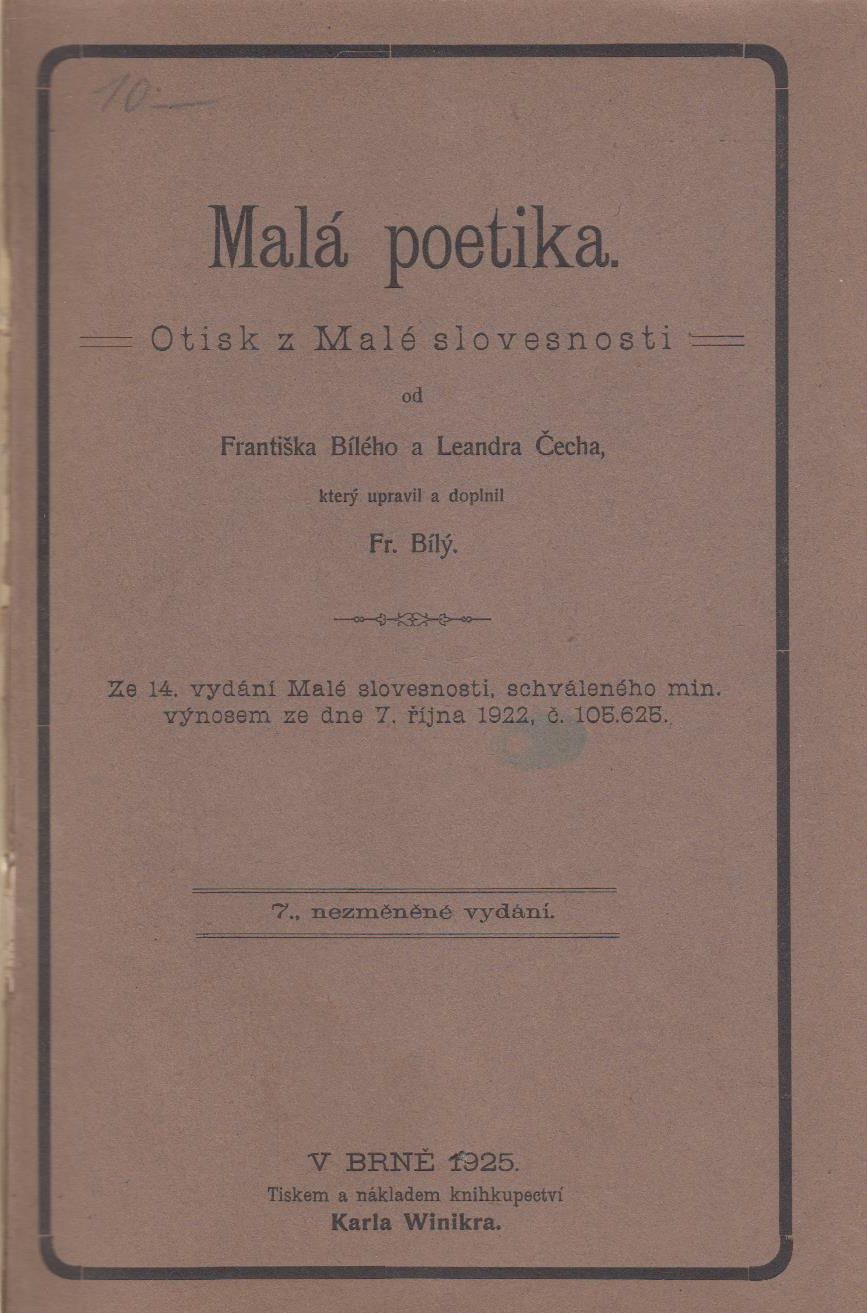 10.—
Malá poetika.
Otisk z Malé slovesnosti
od
Františka Bílého a Leandra Čecha,
který upravil a doplnil
Fr. Bílý.
Ze 14. vydání Malé slovesnosti, schváleného min.
výnosem ze dne 7. října 1922, č. 105.625.
7., nezměněné vydání.
V BRNĚ 1925.
Tiskem a nákladem knihkupectví
Karla Winikra.